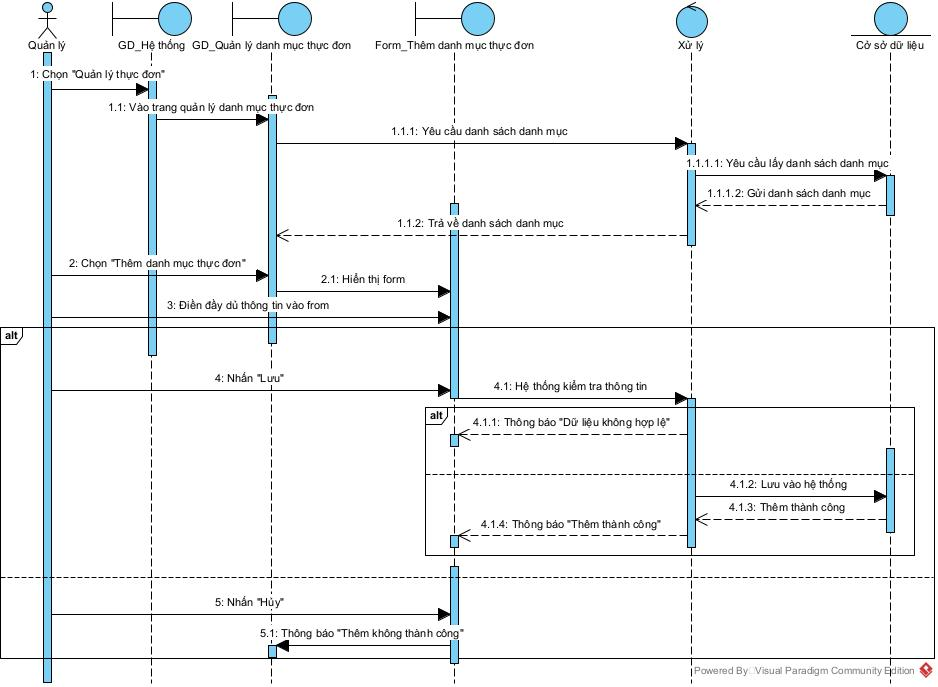 Quản lý
GD_Hệ thống
GD_Quản lý danh mục thực đơn
Form_Thêm danh mục thực đơn
Xử lý
Cở sở dữ liệu
1: Chọn "Quản lý thực đơn"
1.1: Vào trang quản lý danh mục thực đơn
1.1.1: Yêu cầu danh sách danh mục
1.1.1.1: Yêu cầu lấy danh sách danh mục
1.1.1.2: Gửi danh sách danh mục
1.1.2: Trả về danh sách danh mục
2: Chọn "Thêm danh mục thực đơn"
2.1: Hiển thị form
3: Điền đầy dủ thông tin vào from
alt
4: Nhấn "Lưu"
4.1: Hệ thống kiểm tra thông tin
alt
4.1.1: Thông báo "Dữ liệu không hợp lệ"
4.1.2: Lưu vào hệ thống
4.1.3: Thêm thành công
4.1.4: Thông báo "Thêm thành công"
5: Nhấn "Hủy"
5.1: Thông báo "Thêm không thành công"
Powered By Visual Paradigm Community Edition